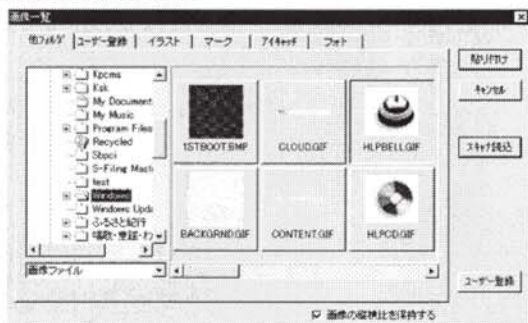 画像一覧
他フォルダ ユーザー登録 イラスト マーク アイキャッチ フォト
Kpcms
Ksk
My Document
My Music
Program Files
Recycled
Sbpci
S-Filing Mast
test
Windows
Windows Upda
ふるさと紀行
画像ファイル
1STBOOT.BMP CLOUD.GIF HLPBELL.GIF
BACKGRND.GIF CONTENT.GIF HLPCD.GIF
貼り付け
キャンセル
スキャナ読込
ユーザー登録
画像の縦横比を保持する